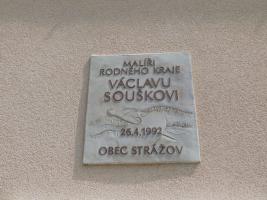 MALÍŘI
RODNÉHO KRAJE
VÁCLAVU
SOUŠKOVI
26.4.1992
OBEC STRÁŽOV